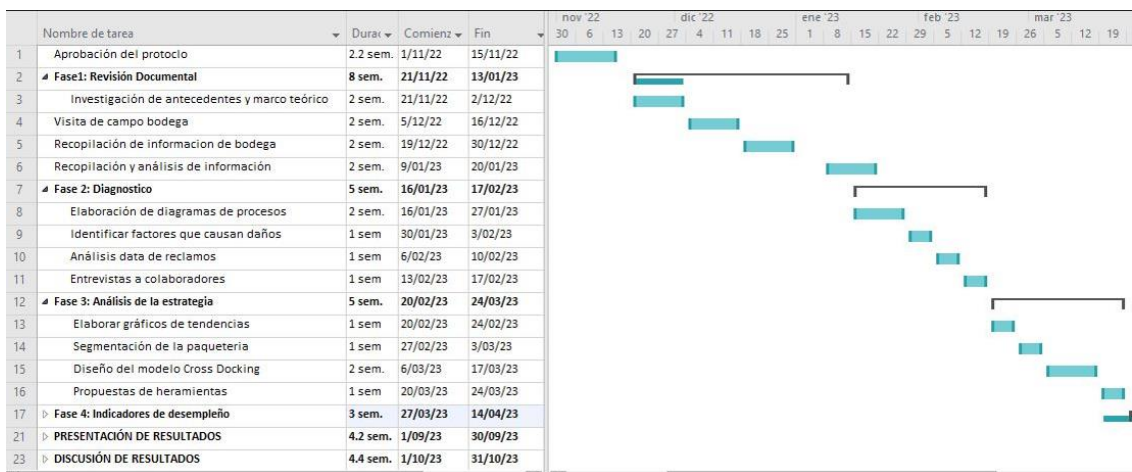 nov '22 dic '22 ene '23 feb '23 mar '23
Nombre de tarea Durac Comienz Fin 30 6 13 20 27 4 11 18 25 1 8 15 22 29 5 12 19 26 5 12 19
1 Aprobación del protoclo 2.2 sem. 1/11/22 15/11/22
2 Fase1: Revisión Documental 8 sem. 21/11/22 13/01/23
3 Investigación de antecedentes y marco teórico 2 sem. 21/11/22 2/12/22
4 Visita de campo bodega 2 sem. 5/12/22 16/12/22
5 Recopilación de informacion de bodega 2 sem. 19/12/22 30/12/22
6 Recopilación y análisis de información 2 sem. 9/01/23 20/01/23
7 Fase 2: Diagnostico 5 sem. 16/01/23 17/02/23
8 Elaboración de diagramas de procesos 2 sem. 16/01/23 27/01/23
9 Identificar factores que causan daños 1 sem 30/01/23 3/02/23
10 Análisis data de reclamos 1 sem 6/02/23 10/02/23
11 Entrevistas a colaboradores 1 sem 13/02/23 17/02/23
12 Fase 3: Análisis de la estrategia 5 sem. 20/02/23 24/03/23
13 Elaborar gráficos de tendencias 1 sem 20/02/23 24/02/23
14 Segmentación de la paqueteria 1 sem 27/02/23 3/03/23
15 Diseño del modelo Cross Docking 2 sem. 6/03/23 17/03/23
16 Propuestas de heramientas 1 sem 20/03/23 24/03/23
17 Fase 4: Indicadores de desempleño 3 sem. 27/03/23 14/04/23
21 PRESENTACIÓN DE RESULTADOS 4.2 sem. 1/09/23 30/09/23
23 DISCUSIÓN DE RESULTADOS 4.4 sem. 1/10/23 31/10/23